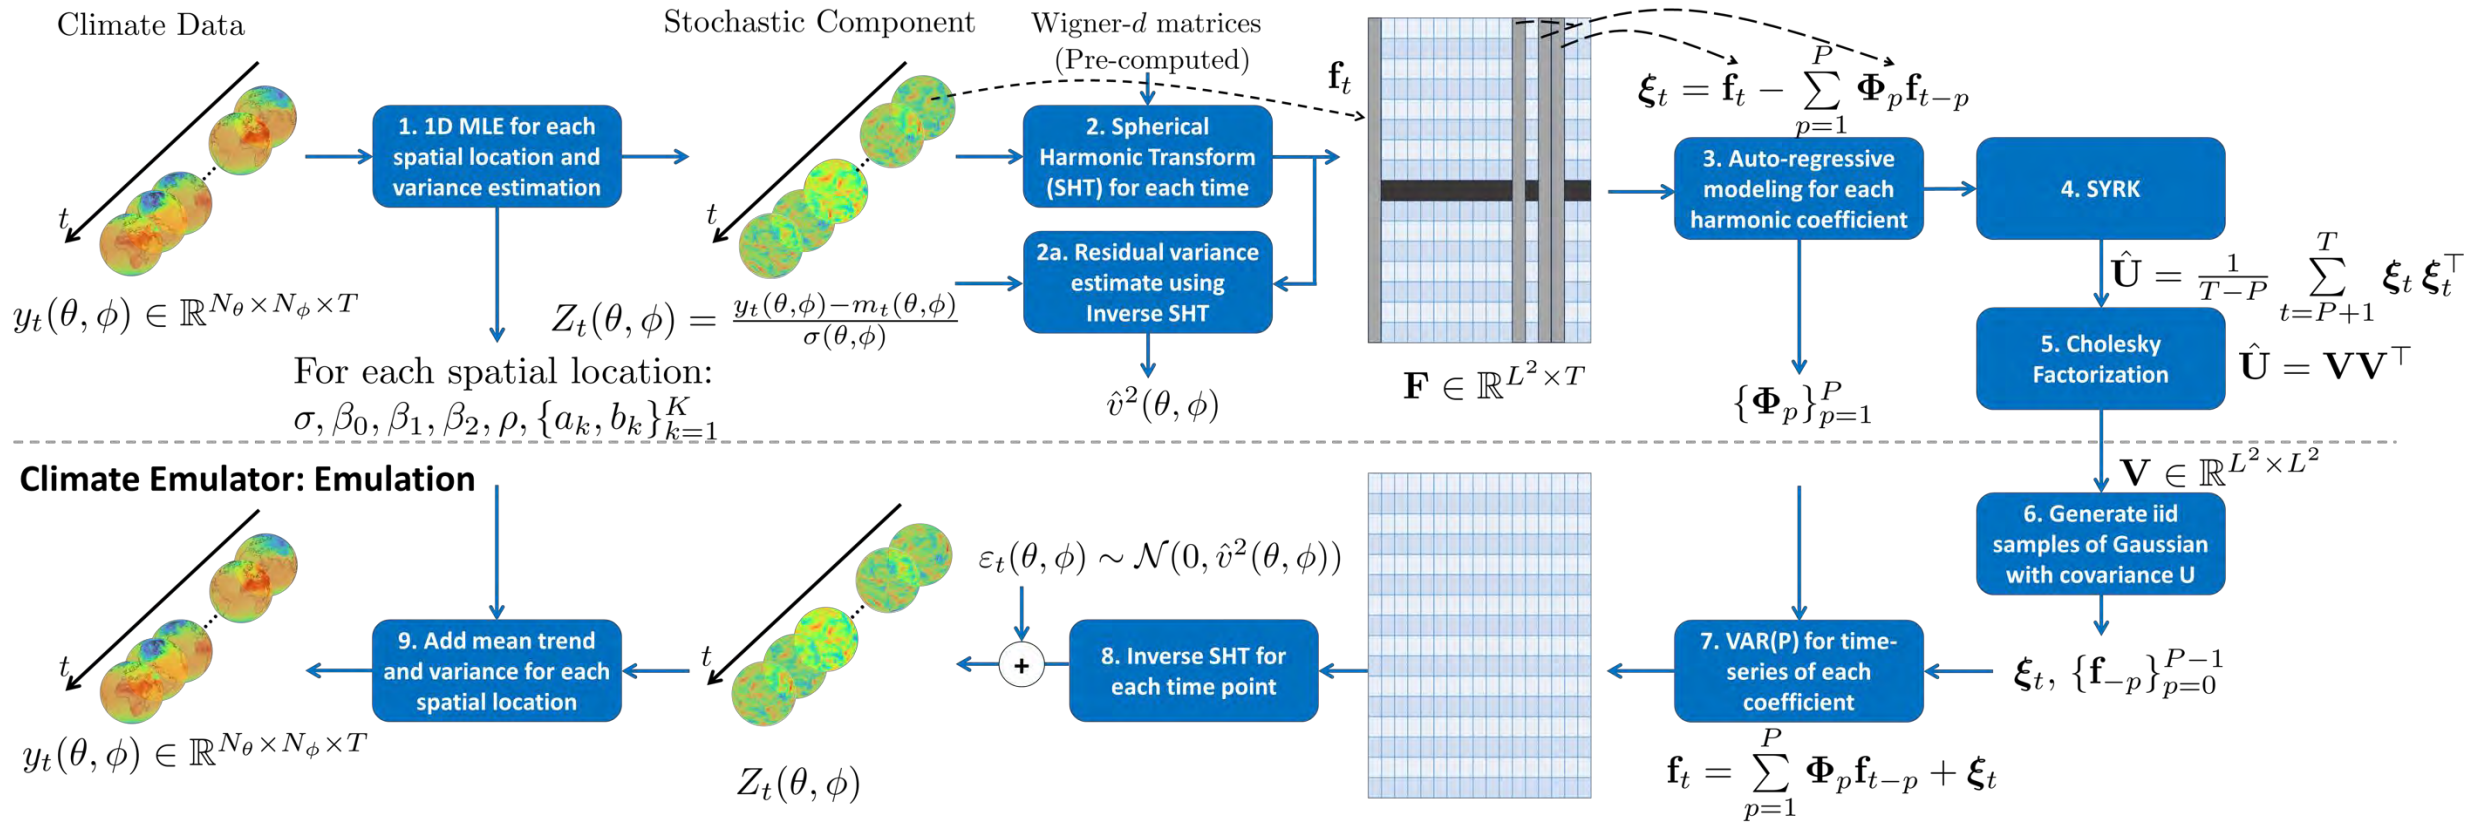 Climate Data
Stochastic Component
Wigner-d matrices
(Pre-computed)
t
1. 1D MLE for each
spatial location and
variance estimation
t
2. Spherical
Harmonic Transform
(SHT) for each time
2a. Residual variance
estimate using
Inverse SHT
f_t
ξ_t = f_t − ∑_{p=1}^{P} Φ_p f_{t−p}
3. Auto-regressive
modeling for each
harmonic coefficient
4. SYRK
Û = \frac{1}{T−P} ∑_{t=P+1}^{T} ξ_t ξ_t^⊤
5. Cholesky
Factorization
Û = VV^⊤
y_t(θ, ϕ) ∈ ℝ^{N_θ×N_ϕ×T}
Z_t(θ, ϕ) = \frac{y_t(θ,ϕ)−m_t(θ,ϕ)}{σ(θ,ϕ)}
For each spatial location:
σ, β_0, β_1, β_2, ρ, {a_k, b_k}_{k=1}^{K}
v̂^2(θ, ϕ)
F ∈ ℝ^{L^2×T}
{Φ_p}_{p=1}^{P}
Climate Emulator: Emulation
V ∈ ℝ^{L^2×L^2}
6. Generate iid
samples of Gaussian
with covariance U
ξ_t, {f_{−p}}_{p=0}^{P−1}
7. VAR(P) for time-
series of each
coefficient
f_t = ∑_{p=1}^{P} Φ_p f_{t−p} + ξ_t
8. Inverse SHT for
each time point
ε_t(θ, ϕ) ∼ 𝒩(0, v̂^2(θ, ϕ))
+
t
Z_t(θ, ϕ)
9. Add mean trend
and variance for each
spatial location
t
y_t(θ, ϕ) ∈ ℝ^{N_θ×N_ϕ×T}